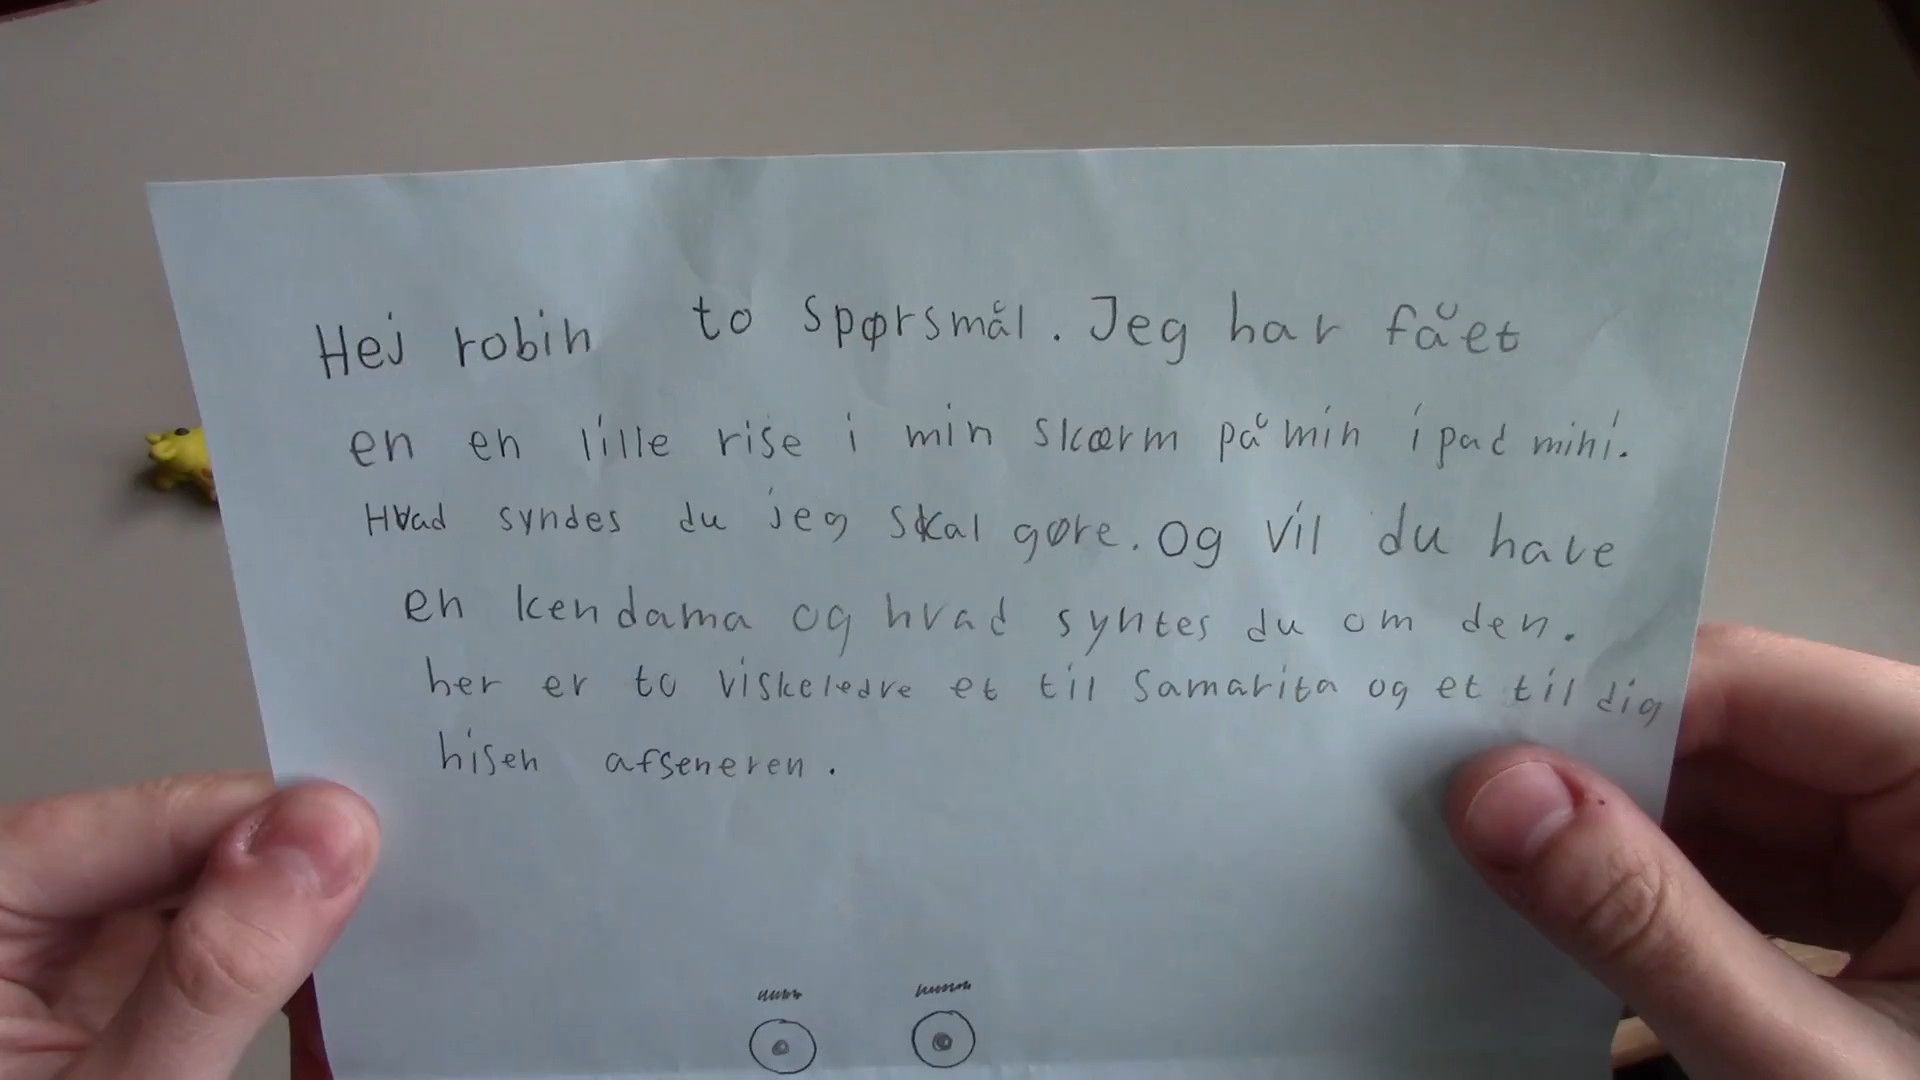 Hej robin to spørsmål. Jeg har fået
en en lille rise i min skærm på min ipad mini.
Hvad syndes du jeg skal gøre. Og vil du have
en kendama og hvad syntes du om den.
her er to viskeledre et til Samarita og et til dig
hisen afseneren.